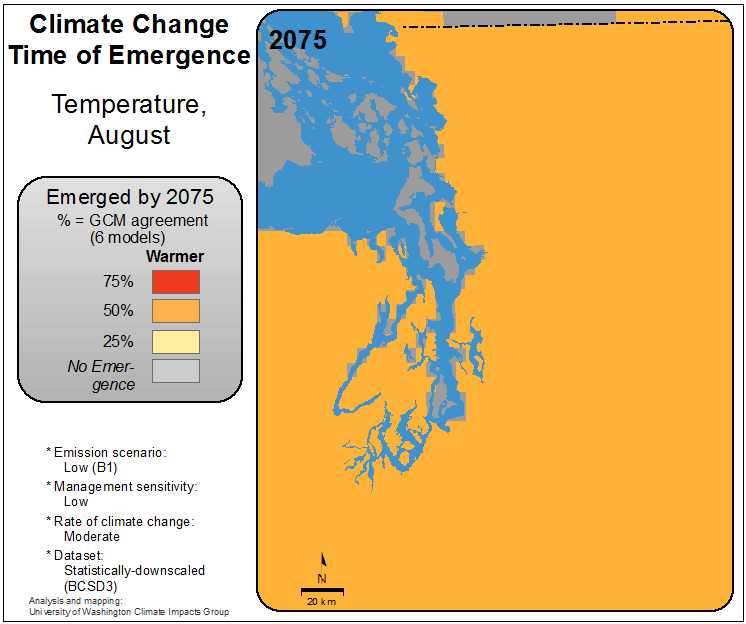 Climate Change
Time of Emergence
Temperature,
August
Emerged by 2075
% = GCM agreement
(6 models)
Warmer
75%
50%
25%
No Emer-
gence
* Emission scenario:
Low (B1)
* Management sensitivity:
Low
* Rate of climate change:
Moderate
* Dataset:
Statistically-downscaled
(BCSD3)
Analysis and mapping:
University of Washington Climate Impacts Group
2075
N
20 km